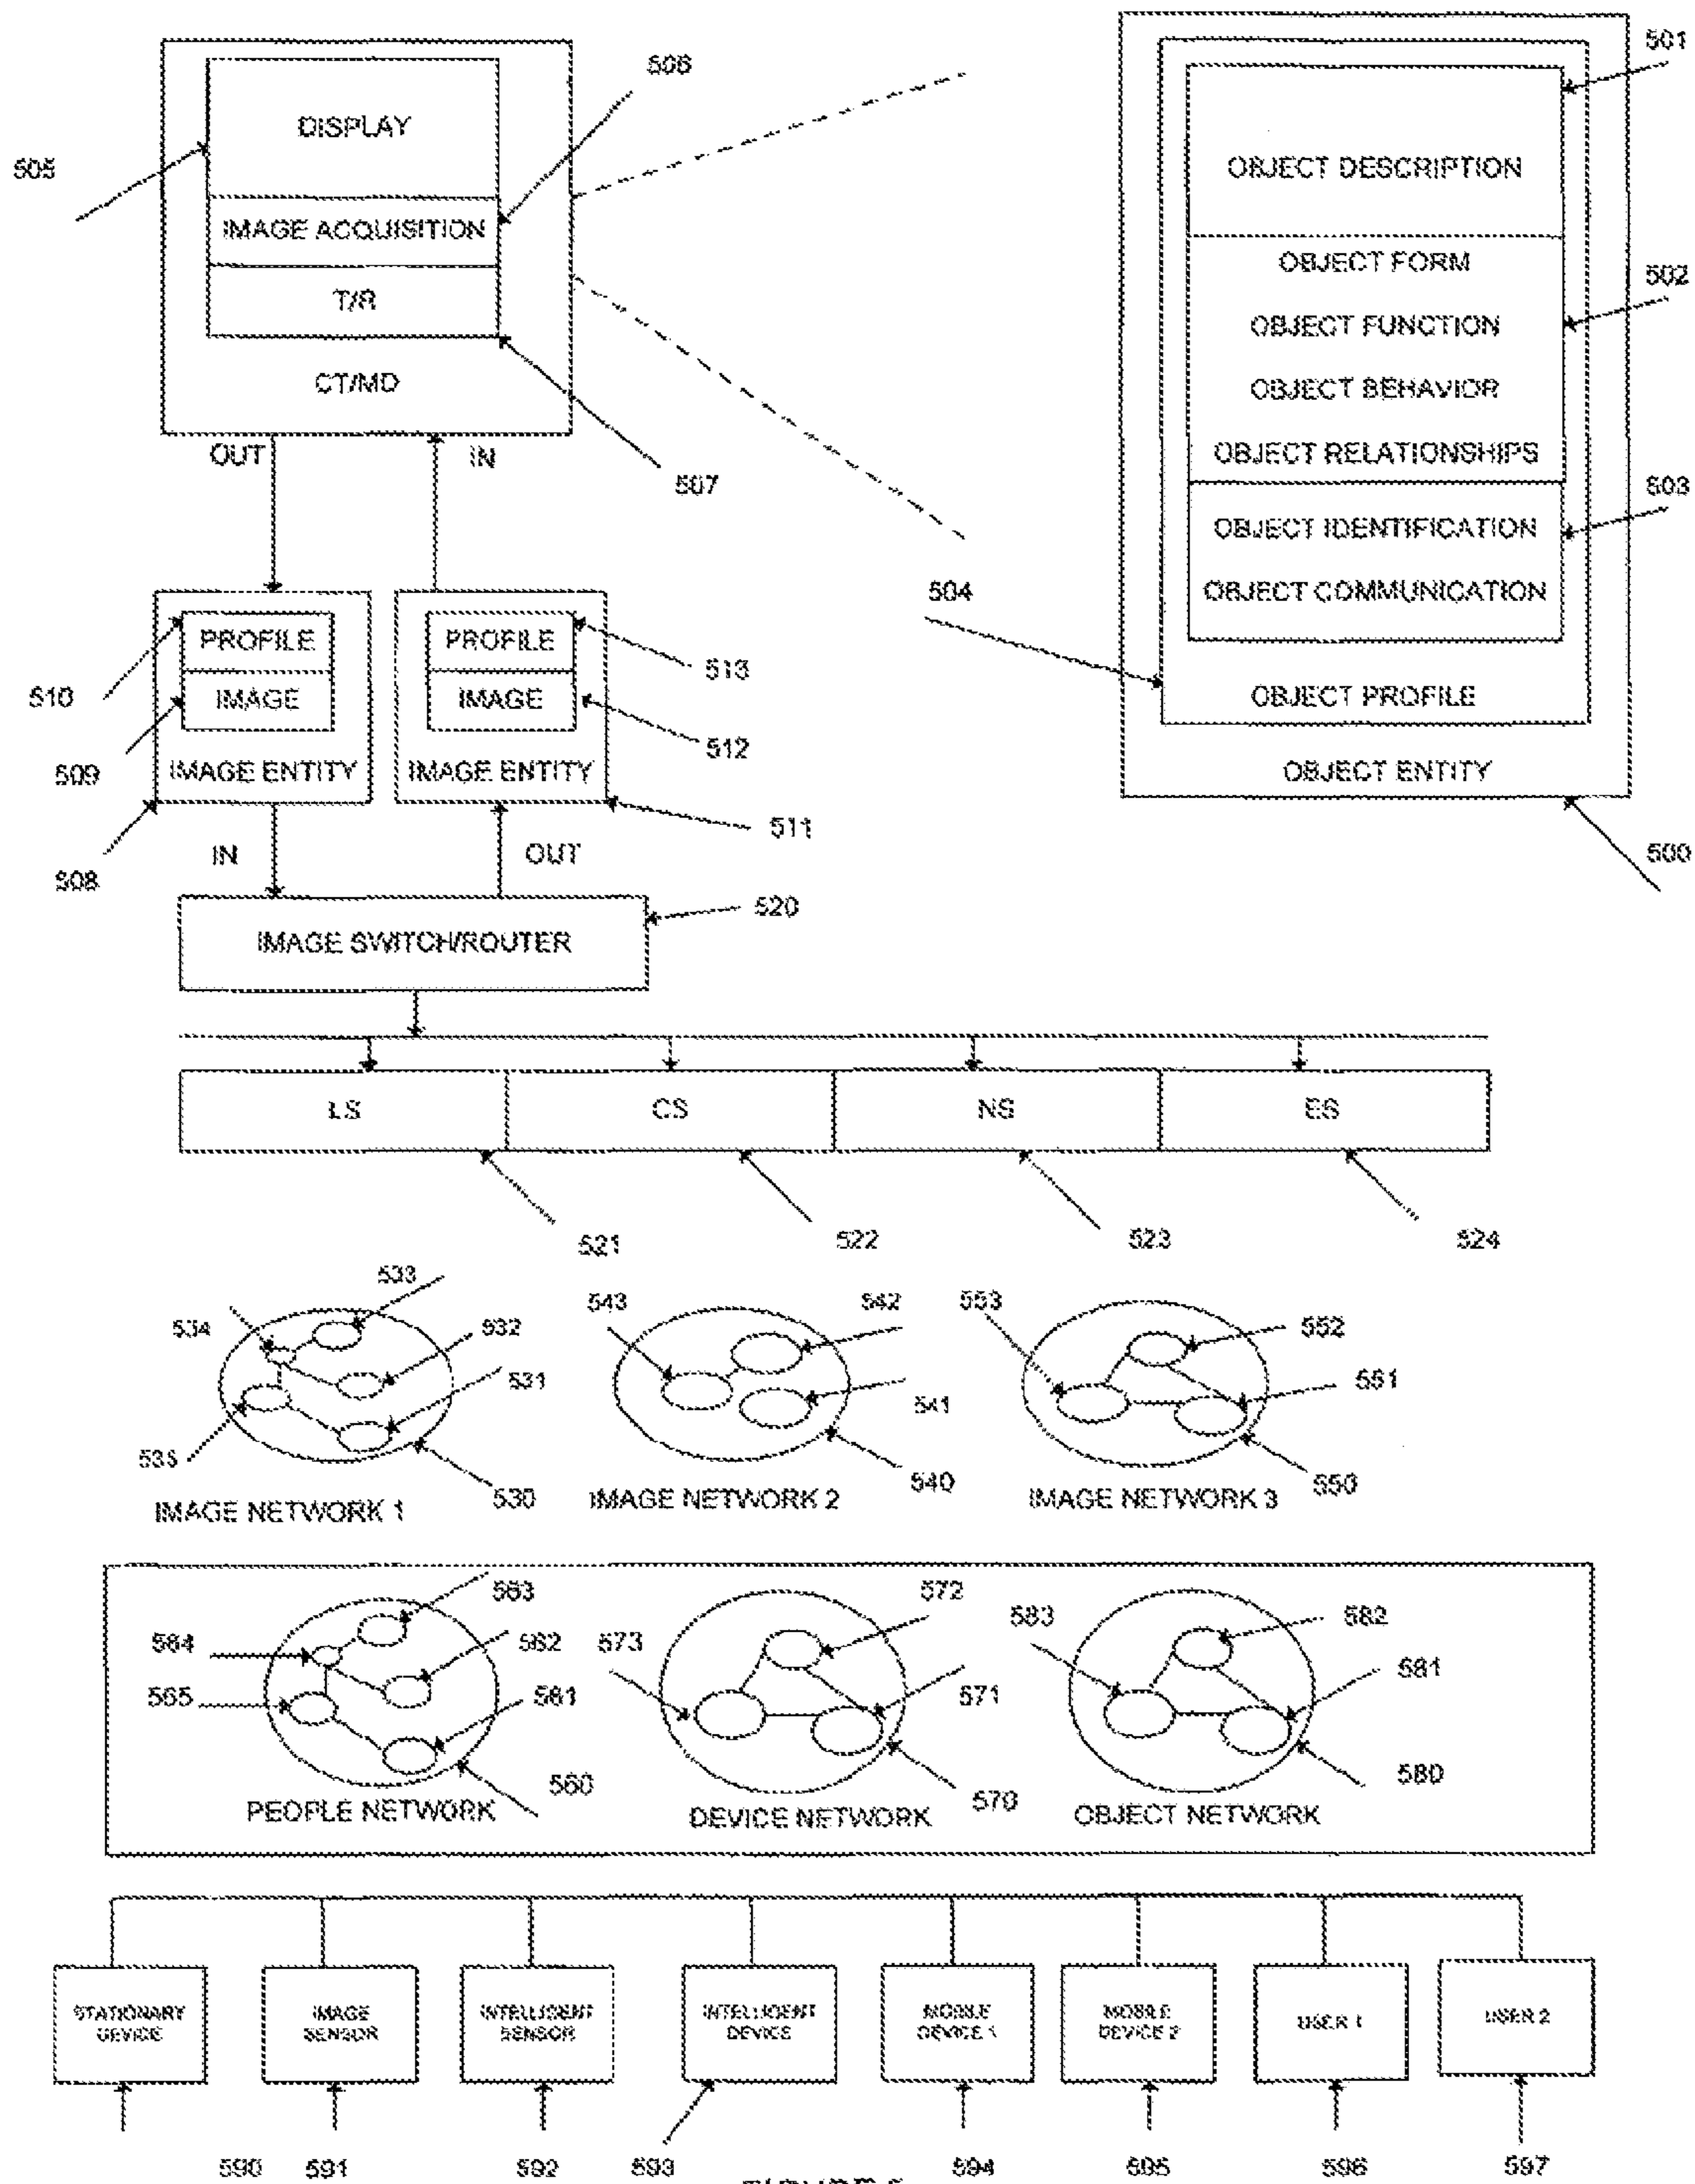 DISPLAY
IMAGE ACQUISITION
T/R
CT/MD
505
506
507
OUT
IN
501
OBJECT DESCRIPTION
OBJECT FORM
502
OBJECT FUNCTION
OBJECT BEHAVIOR
OBJECT RELATIONSHIPS
503
OBJECT IDENTIFICATION
OBJECT COMMUNICATION
504
OBJECT PROFILE
OBJECT ENTITY
500
PROFILE
IMAGE
IMAGE ENTITY
510
509
508
PROFILE
IMAGE
IMAGE ENTITY
513
512
511
IN
OUT
520
IMAGE SWITCH/ROUTER
LS
CS
NS
ES
521
522
523
524
533
534
532
531
535
530
IMAGE NETWORK 1
543
542
541
540
IMAGE NETWORK 2
553
552
551
550
IMAGE NETWORK 3
563
564
562
565
561
560
PEOPLE NETWORK
572
573
571
570
DEVICE NETWORK
583
582
581
580
OBJECT NETWORK
STATIONARY
DEVICE
IMAGE
SENSOR
INTELLIGENT
SENSOR
INTELLIGENT
DEVICE
MOBILE
DEVICE 1
MOBILE
DEVICE 2
USER 1
USER 2
590
591
592
593
594
595
596
597